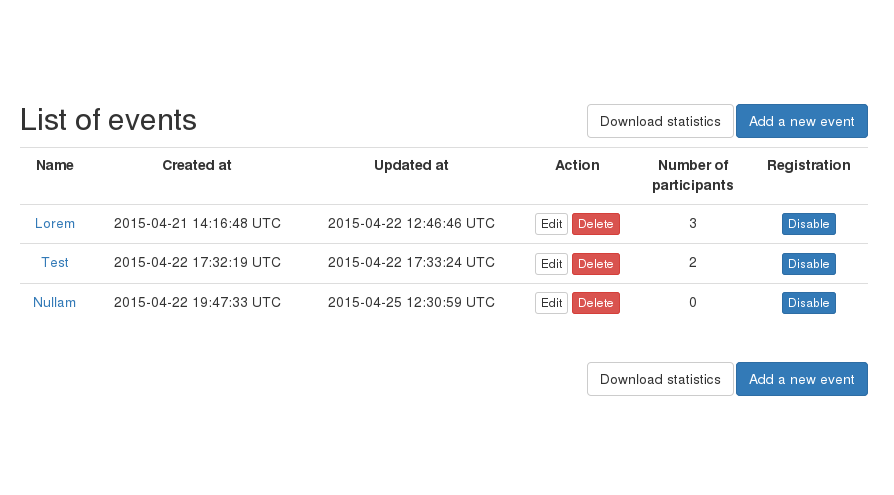 List of events Download statistics Add a new event
Name Created at Updated at Action Number of participants Registration
Lorem 2015-04-21 14:16:48 UTC 2015-04-22 12:46:46 UTC Edit Delete 3 Disable
Test 2015-04-22 17:32:19 UTC 2015-04-22 17:33:24 UTC Edit Delete 2 Disable
Nullam 2015-04-22 19:47:33 UTC 2015-04-25 12:30:59 UTC Edit Delete 0 Disable
Download statistics Add a new event